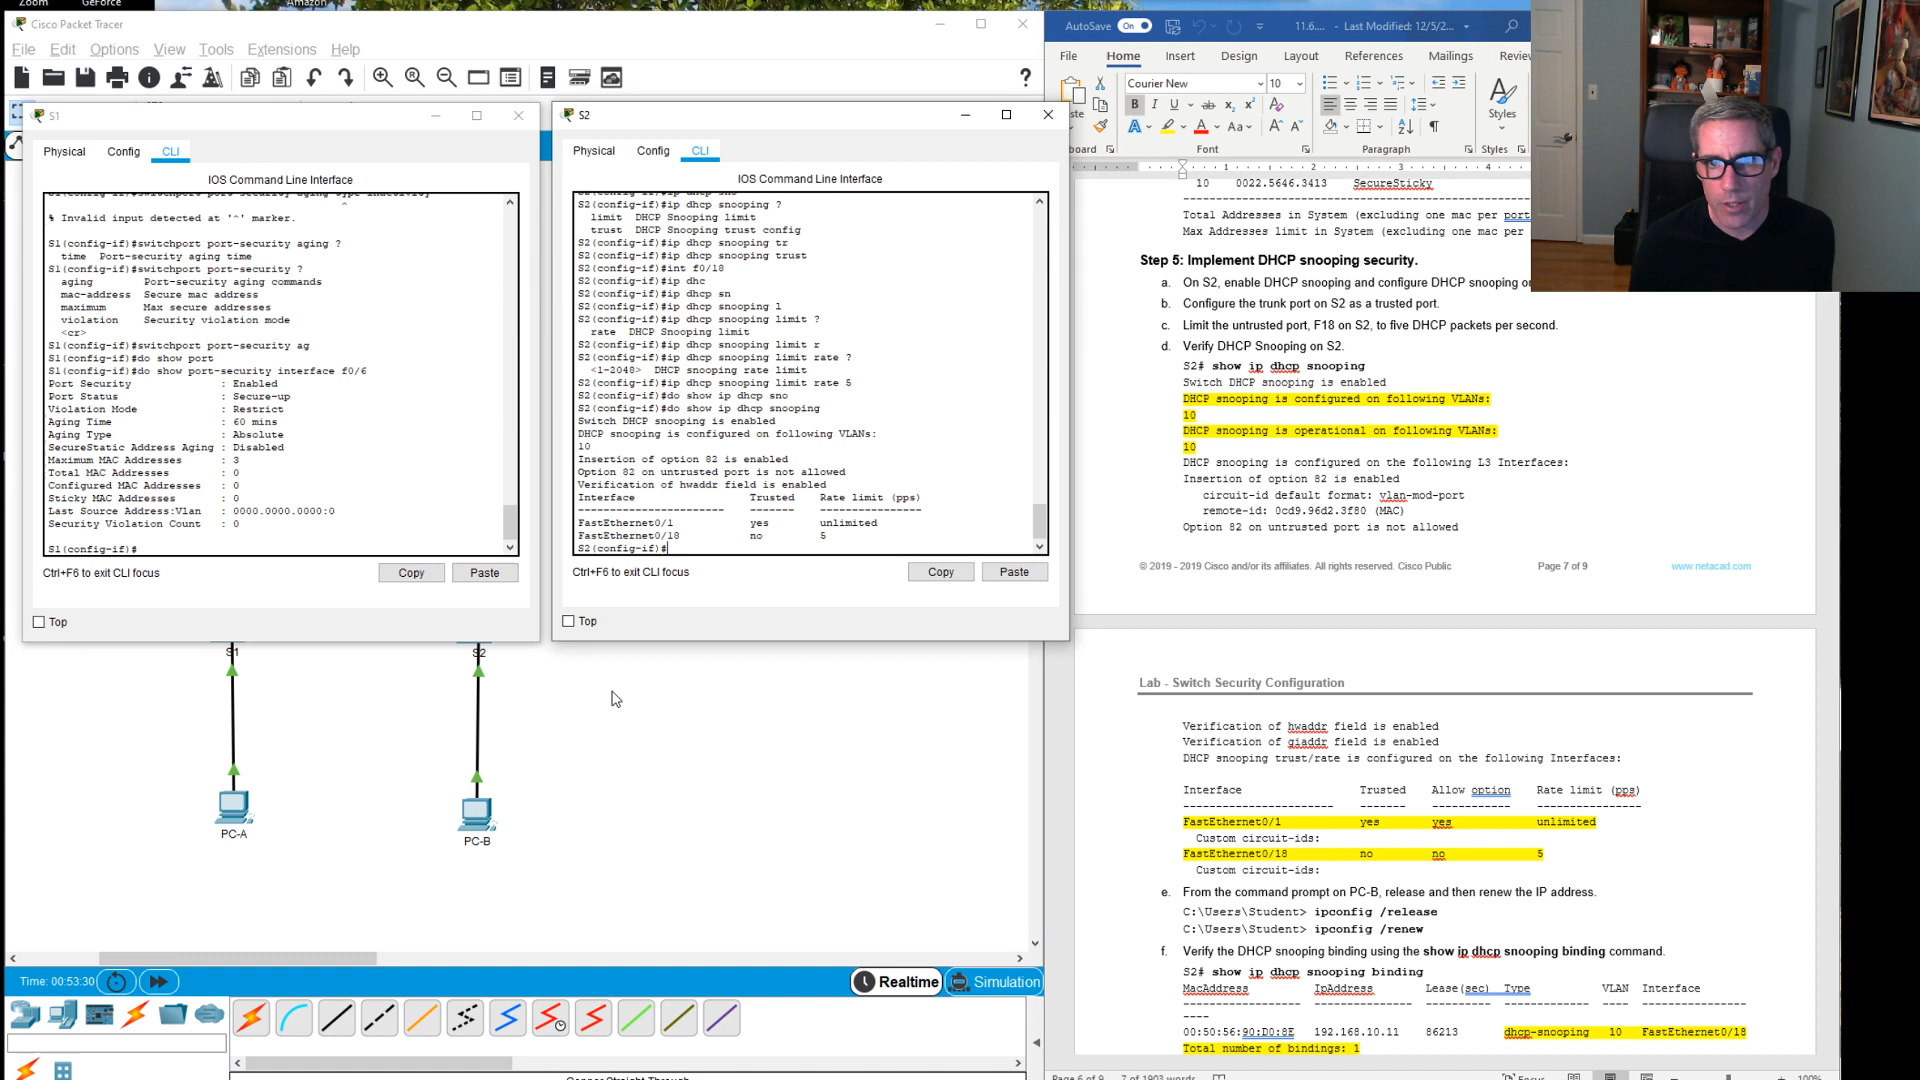 Zoom
GeForce
Amazon
Cisco Packet Tracer
File Edit Options View Tools Extensions Help
?
S1
Physical Config CLI
IOS Command Line Interface
% Invalid input detected at '^' marker.
S1(config-if)#switchport port-security aging ?
time Port-security aging time
S1(config-if)#switchport port-security ?
aging Port-security aging commands
mac-address Secure mac address
maximum Max secure addresses
violation Security violation mode
<cr>
S1(config-if)#switchport port-security ag
S1(config-if)#do show port
S1(config-if)#do show port-security interface f0/6
Port Security : Enabled
Port Status : Secure-up
Violation Mode : Restrict
Aging Time : 60 mins
Aging Type : Absolute
SecureStatic Address Aging : Disabled
Maximum MAC Addresses : 3
Total MAC Addresses : 0
Configured MAC Addresses : 0
Sticky MAC Addresses : 0
Last Source Address:Vlan : 0000.0000.0000:0
Security Violation Count : 0
S1(config-if)#
Ctrl+F6 to exit CLI focus
Copy
Paste
Top
S2
Physical Config CLI
IOS Command Line Interface
S2(config-if)#ip dhcp sno
S2(config-if)#ip dhcp snooping ?
limit DHCP Snooping limit
trust DHCP Snooping trust config
S2(config-if)#ip dhcp snooping tr
S2(config-if)#ip dhcp snooping trust
S2(config-if)#int f0/18
S2(config-if)#ip dhc
S2(config-if)#ip dhcp sn
S2(config-if)#ip dhcp snooping l
S2(config-if)#ip dhcp snooping limit ?
rate DHCP Snooping limit
S2(config-if)#ip dhcp snooping limit r
S2(config-if)#ip dhcp snooping limit rate ?
<1-2048> DHCP snooping rate limit
S2(config-if)#ip dhcp snooping limit rate 5
S2(config-if)#do show ip dhcp sno
S2(config-if)#do show ip dhcp snooping
Switch DHCP snooping is enabled
DHCP snooping is configured on following VLANs:
10
Insertion of option 82 is enabled
Option 82 on untrusted port is not allowed
Verification of hwaddr field is enabled
Interface Trusted Rate limit (pps)
----------------------- ------- ----------------
FastEthernet0/1 yes unlimited
FastEthernet0/18 no 5
S2(config-if)#
Ctrl+F6 to exit CLI focus
Copy
Paste
Top
S1
S2
PC-A
PC-B
Time: 00:53:30
Realtime
Simulation
AutoSave On
11.6.... - Last Modified: 12/5/2...
File Home Insert Design Layout References Mailings Revie
Courier New 10
Styles
Font
Paragraph
Styles
10 0022.5646.3413 SecureSticky
Total Addresses in System (excluding one mac per port
Max Addresses limit in System (excluding one mac per
Step 5: Implement DHCP snooping security.
a. On S2, enable DHCP snooping and configure DHCP snooping on
b. Configure the trunk port on S2 as a trusted port.
c. Limit the untrusted port, F18 on S2, to five DHCP packets per second.
d. Verify DHCP Snooping on S2.
S2# show ip dhcp snooping
Switch DHCP snooping is enabled
DHCP snooping is configured on following VLANs:
10
DHCP snooping is operational on following VLANs:
10
DHCP snooping is configured on the following L3 Interfaces:
Insertion of option 82 is enabled
circuit-id default format: vlan-mod-port
remote-id: 0cd9.96d2.3f80 (MAC)
Option 82 on untrusted port is not allowed
© 2019 - 2019 Cisco and/or its affiliates. All rights reserved. Cisco Public Page 7 of 9 www.netacad.com
Lab - Switch Security Configuration
Verification of hwaddr field is enabled
Verification of giaddr field is enabled
DHCP snooping trust/rate is configured on the following Interfaces:
Interface Trusted Allow option Rate limit (pps)
----------------------- ------- ------------ ----------------
FastEthernet0/1 yes yes unlimited
Custom circuit-ids:
FastEthernet0/18 no no 5
Custom circuit-ids:
e. From the command prompt on PC-B, release and then renew the IP address.
C:\Users\Student> ipconfig /release
C:\Users\Student> ipconfig /renew
f. Verify the DHCP snooping binding using the show ip dhcp snooping binding command.
S2# show ip dhcp snooping binding
MacAddress IpAddress Lease(sec) Type VLAN Interface
00:50:56:90:D0:8E 192.168.10.11 86213 dhcp-snooping 10 FastEthernet0/18
Total number of bindings: 1
Page 6 of 9 7 of 1903 words
Focus
100%